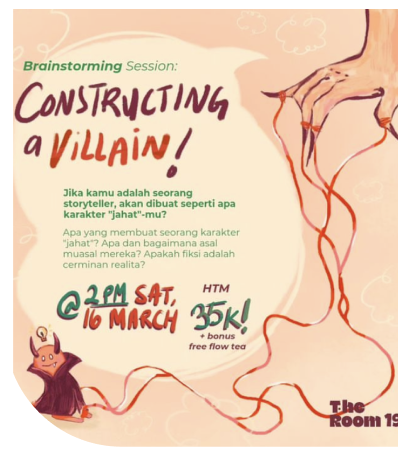 Brainstorming Session:
CONSTRUCTING
a VILLAIN!
Jika kamu adalah seorang
storyteller, akan dibuat seperti apa
karakter "jahat"-mu?
Apa yang membuat seorang karakter
"jahat"? Apa dan bagaimana asal
muasal mereka? Apakah fiksi adalah
cerminan realita?
@ 2PM SAT,
16 MARCH
HTM
35K!
+ bonus
free flow tea
The
Room 19